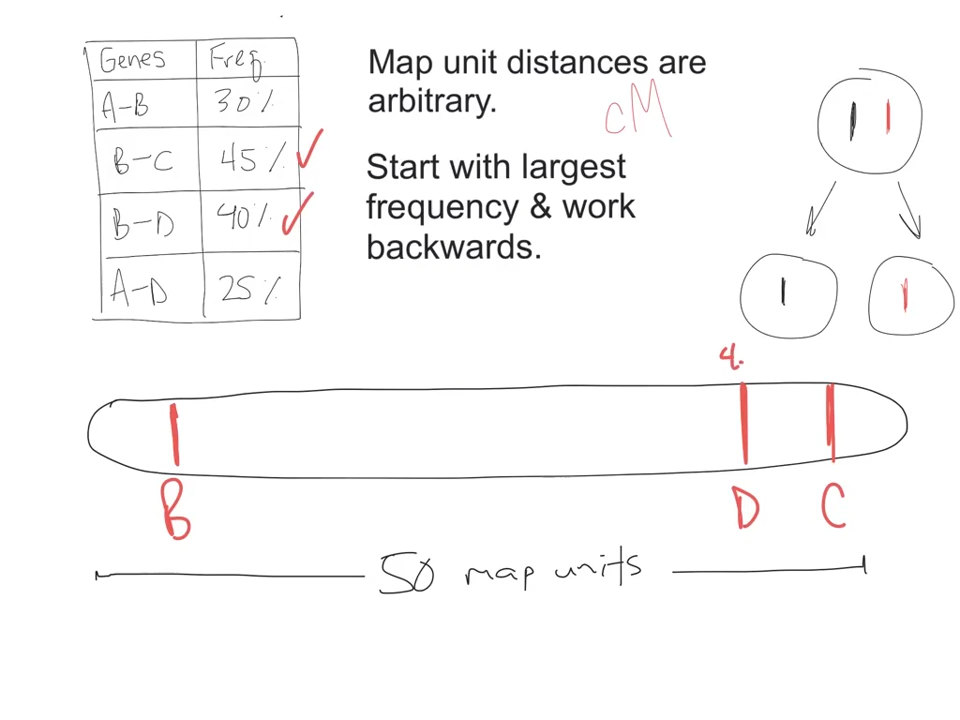 Genes Freq.
A-B 30%
B-C 45%
B-D 40%
A-D 25%
Map unit distances are
arbitrary.
cM
Start with largest
frequency & work
backwards.
4.
B D C
50 map units